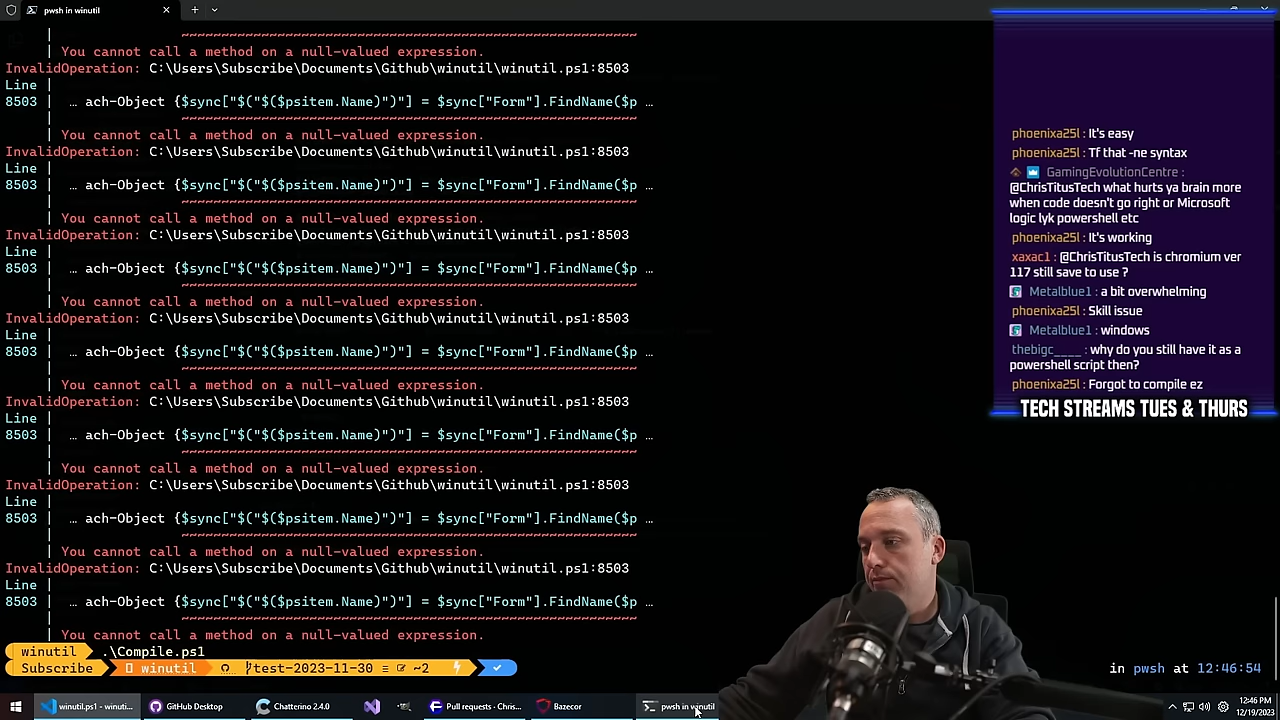 pwsh in winutil
|
| You cannot call a method on a null-valued expression.
InvalidOperation: C:\Users\Subscribe\Documents\Github\winutil\winutil.ps1:8503
Line |
8503 | … ach-Object {$sync["$("$($psitem.Name)")"] = $sync["Form"].FindName($p …
| ~~~~~~~~~~~~~~~~~~~~~~~~~~~~~~~~~~~~~~~~~~~~~~~~~~~~~~~~~
| You cannot call a method on a null-valued expression.
InvalidOperation: C:\Users\Subscribe\Documents\Github\winutil\winutil.ps1:8503
Line |
8503 | … ach-Object {$sync["$("$($psitem.Name)")"] = $sync["Form"].FindName($p …
| ~~~~~~~~~~~~~~~~~~~~~~~~~~~~~~~~~~~~~~~~~~~~~~~~~~~~~~~~~
| You cannot call a method on a null-valued expression.
InvalidOperation: C:\Users\Subscribe\Documents\Github\winutil\winutil.ps1:8503
Line |
8503 | … ach-Object {$sync["$("$($psitem.Name)")"] = $sync["Form"].FindName($p …
| ~~~~~~~~~~~~~~~~~~~~~~~~~~~~~~~~~~~~~~~~~~~~~~~~~~~~~~~~~
| You cannot call a method on a null-valued expression.
InvalidOperation: C:\Users\Subscribe\Documents\Github\winutil\winutil.ps1:8503
Line |
8503 | … ach-Object {$sync["$("$($psitem.Name)")"] = $sync["Form"].FindName($p …
| ~~~~~~~~~~~~~~~~~~~~~~~~~~~~~~~~~~~~~~~~~~~~~~~~~~~~~~~~~
| You cannot call a method on a null-valued expression.
InvalidOperation: C:\Users\Subscribe\Documents\Github\winutil\winutil.ps1:8503
Line |
8503 | … ach-Object {$sync["$("$($psitem.Name)")"] = $sync["Form"].FindName($p …
| ~~~~~~~~~~~~~~~~~~~~~~~~~~~~~~~~~~~~~~~~~~~~~~~~~~~~~~~~~
| You cannot call a method on a null-valued expression.
InvalidOperation: C:\Users\Subscribe\Documents\Github\winutil\winutil.ps1:8503
Line |
8503 | … ach-Object {$sync["$("$($psitem.Name)")"] = $sync["Form"].FindName($p …
| ~~~~~~~~~~~~~~~~~~~~~~~~~~~~~~~~~~~~~~~~~~~~~~~~~~~~~~~~~
| You cannot call a method on a null-valued expression.
InvalidOperation: C:\Users\Subscribe\Documents\Github\winutil\winutil.ps1:8503
Line |
8503 | … ach-Object {$sync["$("$($psitem.Name)")"] = $sync["Form"].FindName($p …
| ~~~~~~~~~~~~~~~~~~~~~~~~~~~~~~~~~~~~~~~~~~~~~~~~~~~~~~~~~
| You cannot call a method on a null-valued expression.
winutil .\Compile.ps1
Subscribe winutil test-2023-11-30 ≡ ~2 in pwsh at 12:46:54
phoenixa25l : It's easy
phoenixa25l : Tf that -ne syntax
GamingEvolutionCentre :
@ChrisTitusTech what hurts ya brain more
when code doesn't go right or Microsoft
logic lyk powershell etc
phoenixa25l : It's working
xaxac1 : @ChrisTitusTech is chromium ver
117 still save to use ?
Metalblue1 : a bit overwhelming
phoenixa25l : Skill issue
Metalblue1 : windows
thebigc____ : why do you still have it as a
powershell script then?
phoenixa25l : Forgot to compile ez
TECH STREAMS TUES & THURS
winutil.ps1 - winuti...
GitHub Desktop
Chatterino 2.4.0
Pull requests · Chris...
Bazecor
pwsh in winutil
12:46 PM
12/19/2023